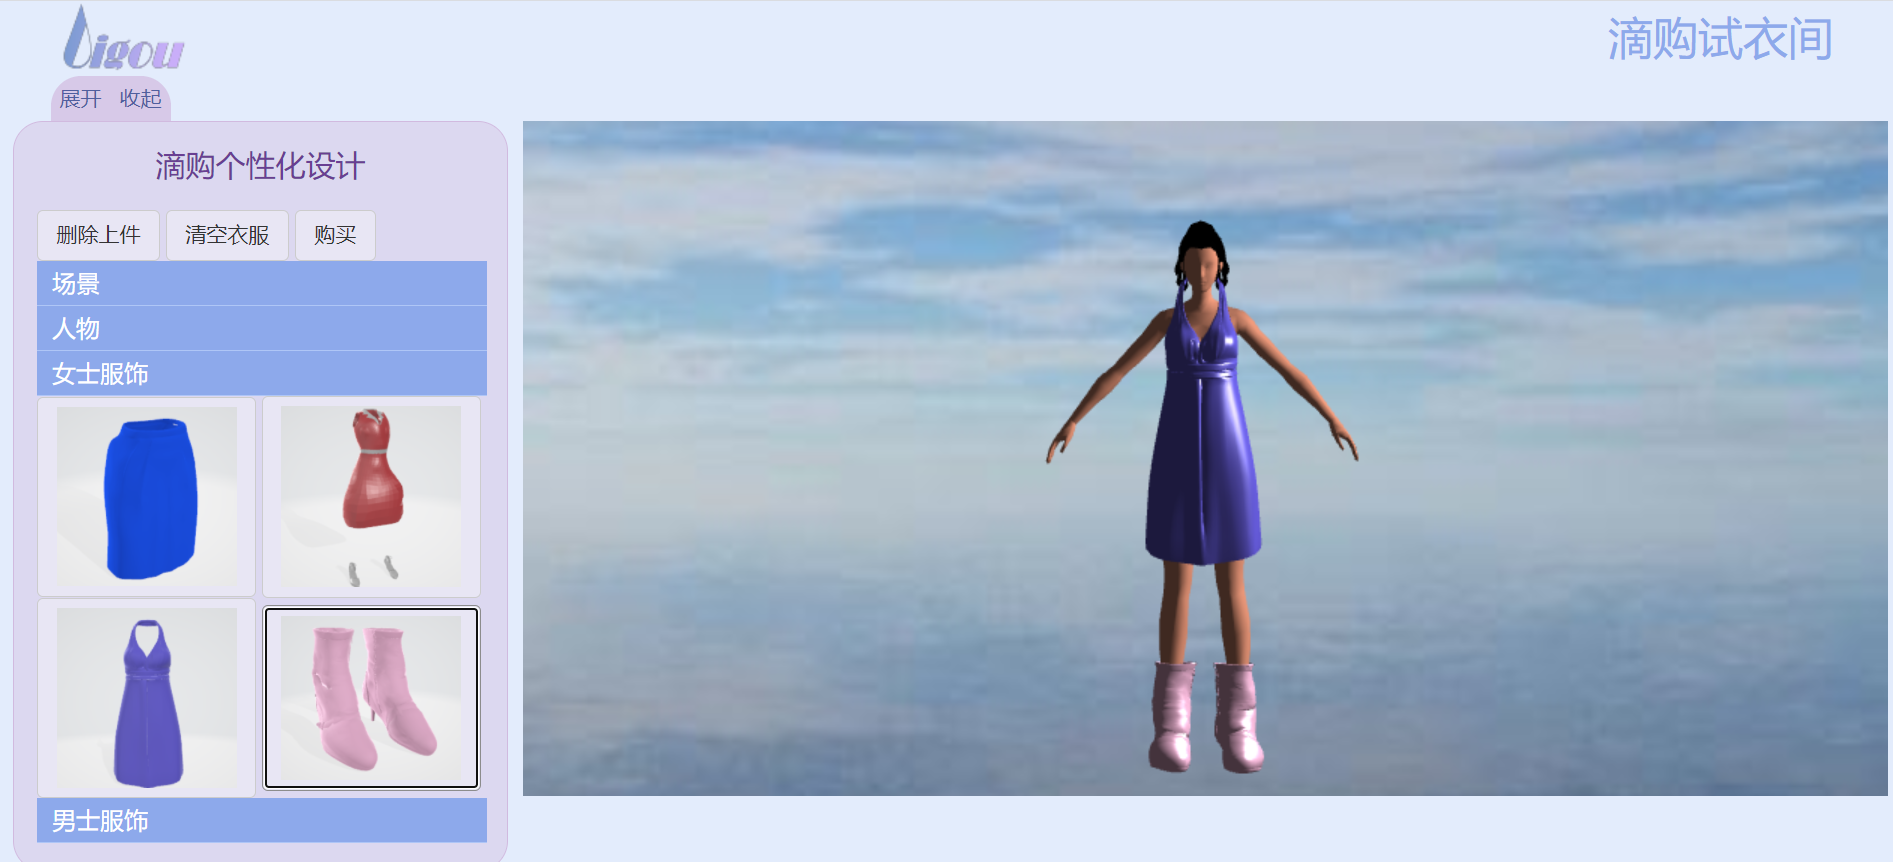 Digou
滴购试衣间
展开 收起
滴购个性化设计
删除上件 清空衣服 购买
场景
人物
女士服饰
男士服饰